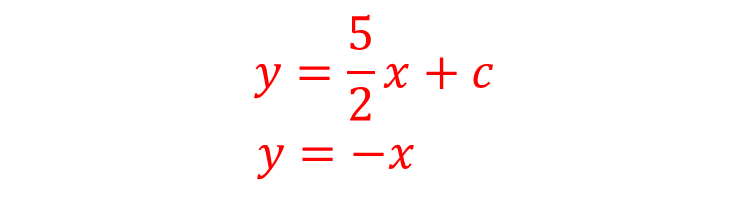 y = 5/2 x + c
y = −x